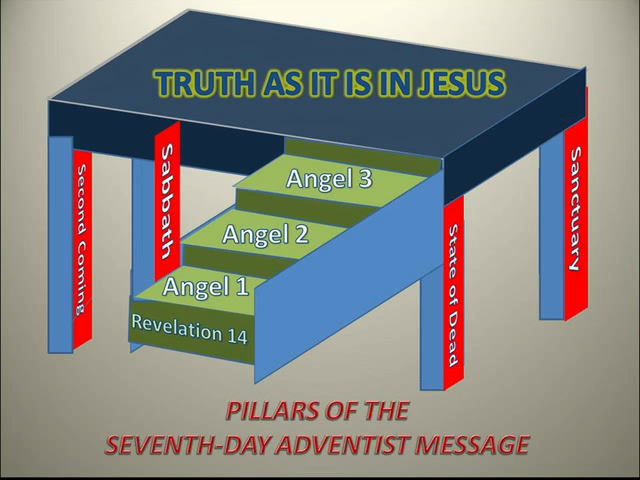 TRUTH AS IT IS IN JESUS
Angel 3
Angel 2
Angel 1
Revelation 14
Second Coming
Sabbath
State of Dead
Sanctuary
PILLARS OF THE
SEVENTH-DAY ADVENTIST MESSAGE